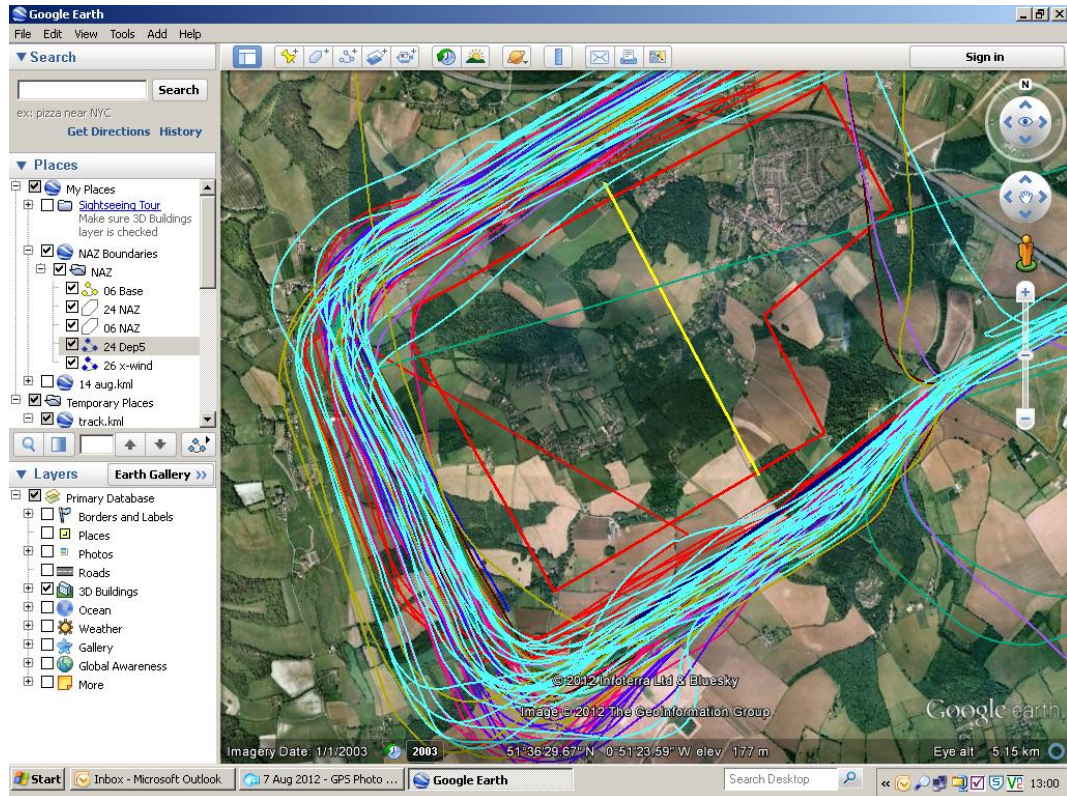 Google Earth
File Edit View Tools Add Help
Search
Sign in
Search
ex: pizza near NYC
Get Directions History
Places
My Places
Sightseeing Tour
Make sure 3D Buildings
layer is checked
NAZ Boundaries
NAZ
06 Base
24 NAZ
06 NAZ
24 Dep5
26 x-wind
14 aug.kml
Temporary Places
track.kml
Layers
Earth Gallery >>
Primary Database
Borders and Labels
Places
Photos
Roads
3D Buildings
Ocean
Weather
Gallery
Global Awareness
More
N
© 2012 Infoterra Ltd & Bluesky
Image © 2012 The GeoInformation Group
Google earth
Imagery Date: 1/1/2003 2003 51°36'29.67" N 0°51'23.59" W elev 177 m Eye alt 5.15 km
Start Inbox - Microsoft Outlook 7 Aug 2012 - GPS Photo ... Google Earth Search Desktop « 13:00